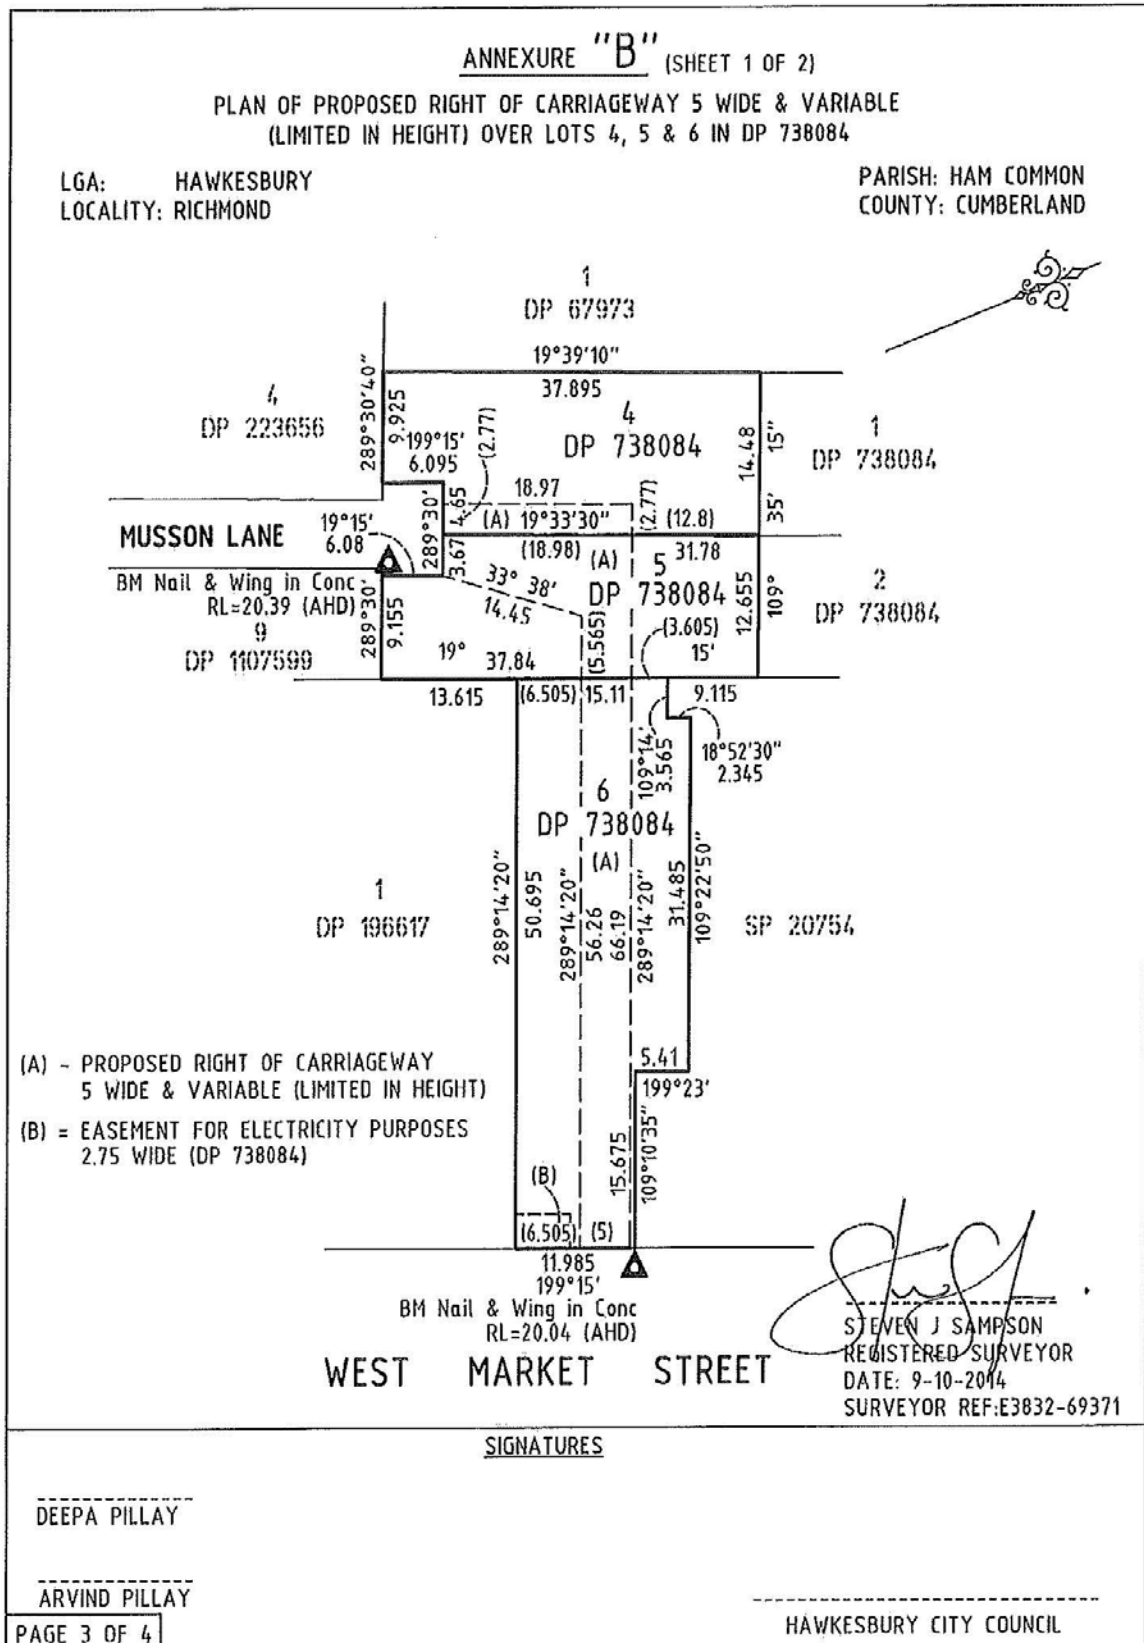 ANNEXURE "B" (SHEET 1 OF 2)
PLAN OF PROPOSED RIGHT OF CARRIAGEWAY 5 WIDE & VARIABLE
(LIMITED IN HEIGHT) OVER LOTS 4, 5 & 6 IN DP 738084
LGA: HAWKESBURY
LOCALITY: RICHMOND
PARISH: HAM COMMON
COUNTY: CUMBERLAND
1
DP 67973
19°39'10"
37.895
4
DP 223656
289°30'40"
9.925
199°15'
6.095
(2.77)
4
DP 738084
14.48
15"
35'
109°
1
DP 738084
MUSSON LANE
19°15'
6.08
289°30'
4.65
3.67
18.97
(A) 19°33'30"
(2.77)
(12.8)
(18.98)
(A)
31.78
5
DP 738084
12.655
2
DP 738084
BM Nail & Wing in Conc
RL=20.39 (AHD)
9
DP 1107599
289°30'
9.155
33° 38'
14.45
(5.565)
(3.605)
19°
37.84
15'
13.615
(6.505)
15.11
9.115
109°14'
3.565
18°52'30"
2.345
6
DP 738084
(A)
1
DP 196617
289°14'20"
50.695
289°14'20"
56.26
66.19
289°14'20"
31.485
109°22'50"
SP 20754
5.41
199°23'
(A) - PROPOSED RIGHT OF CARRIAGEWAY
5 WIDE & VARIABLE (LIMITED IN HEIGHT)
(B) = EASEMENT FOR ELECTRICITY PURPOSES
2.75 WIDE (DP 738084)
15.675
109°10'35"
(B)
(6.505)
(5)
11.985
199°15'
BM Nail & Wing in Conc
RL=20.04 (AHD)
WEST MARKET STREET
STEVEN J SAMPSON
REGISTERED SURVEYOR
DATE: 9-10-2014
SURVEYOR REF:E3832-69371
SIGNATURES
DEEPA PILLAY
ARVIND PILLAY
HAWKESBURY CITY COUNCIL
PAGE 3 OF 4